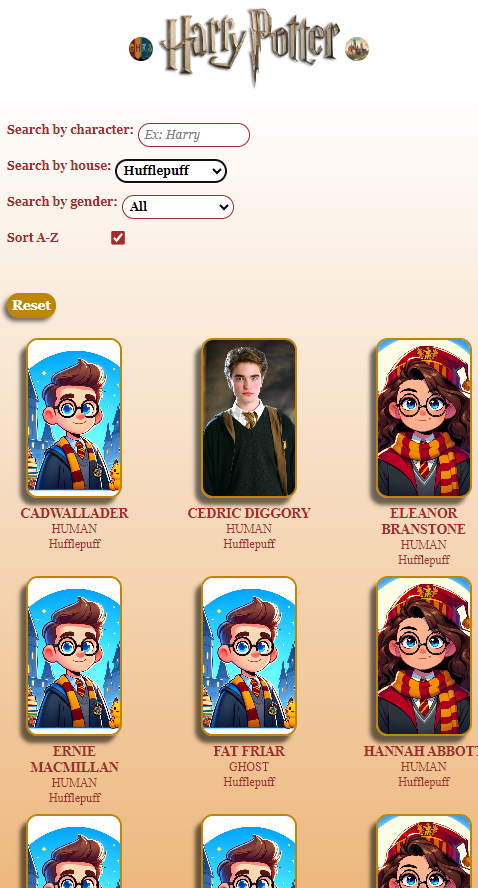 Harry Potter
Search by character: Ex: Harry
Search by house: Hufflepuff
Search by gender: All
Sort A-Z
Reset
CADWALLADER
HUMAN
Hufflepuff
CEDRIC DIGGORY
HUMAN
Hufflepuff
ELEANOR
BRANSTONE
HUMAN
Hufflepuff
ERNIE
MACMILLAN
HUMAN
Hufflepuff
FAT FRIAR
GHOST
Hufflepuff
HANNAH ABBOTT
HUMAN
Hufflepuff